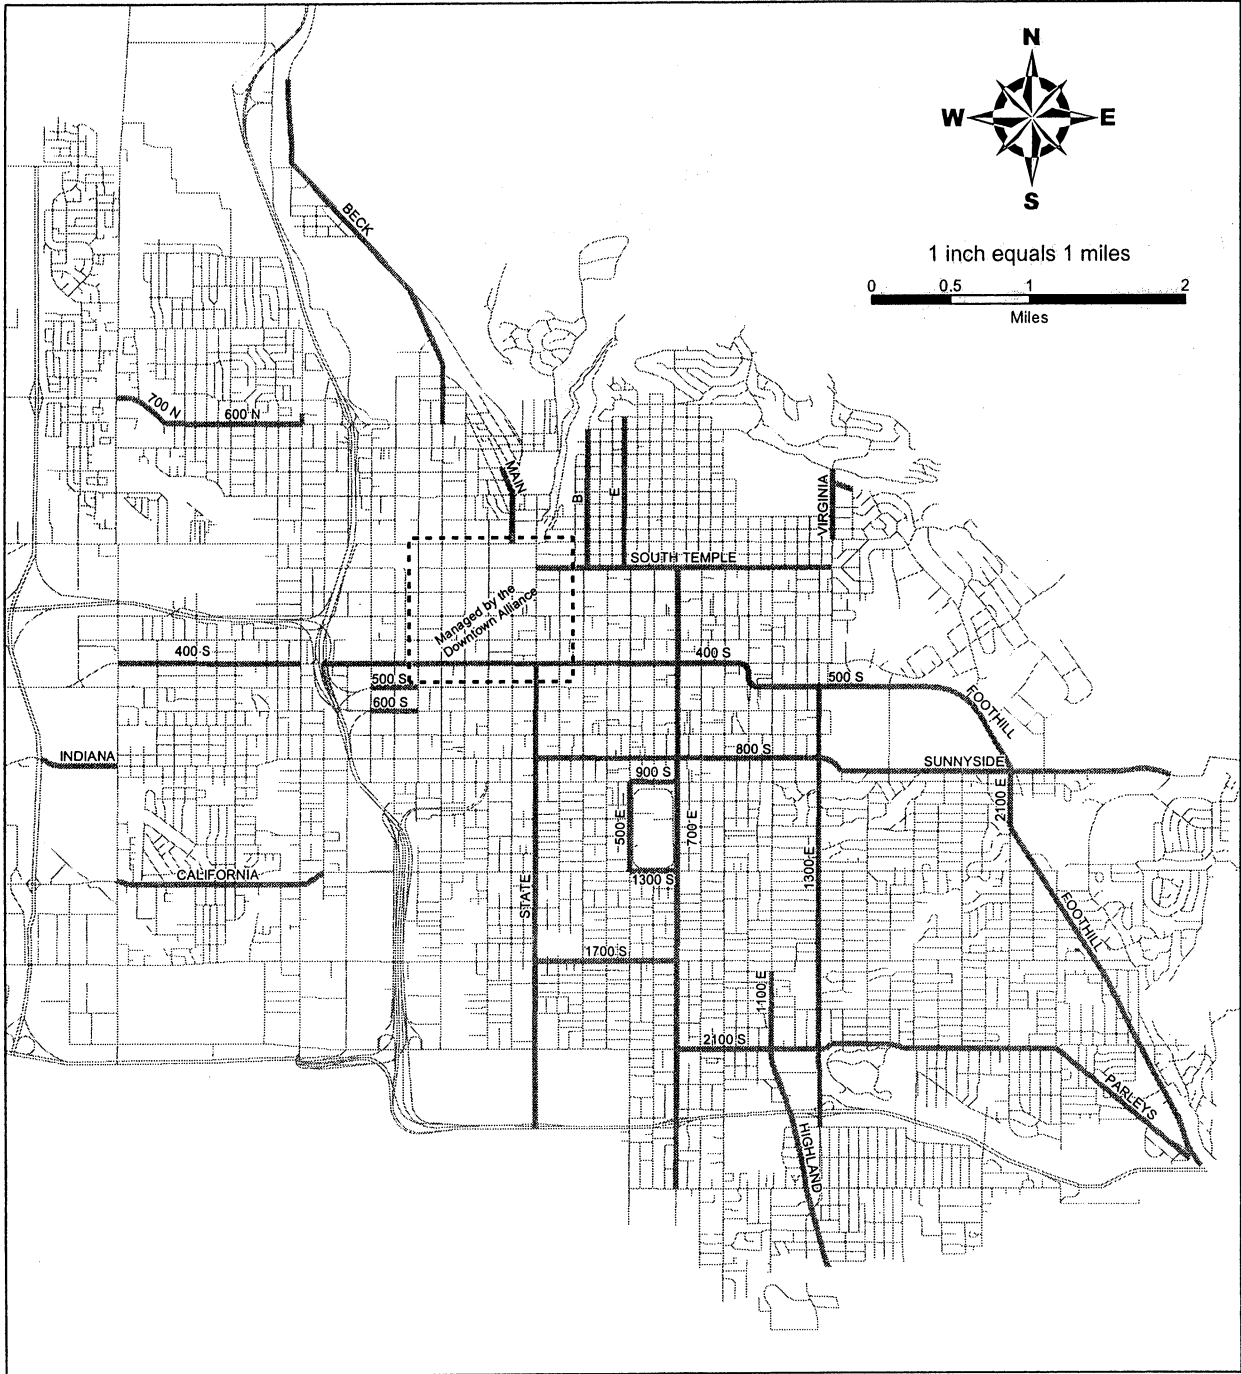 N
W E
S
1 inch equals 1 miles
0 0.5 1 2
Miles
BECK
700 N
600 N
MAIN
B
E
VIRGINIA
SOUTH TEMPLE
Managed by the
Downtown Alliance
400 S
400 S
500 S
500 S
600 S
FOOTHILL
INDIANA
800 S
SUNNYSIDE
900 S
2100 E
500 E
700 E
1300 E
CALIFORNIA
1300 S
STATE
FOOTHILL
1700 S
1100 E
2100 S
PARLEYS
HIGHLAND